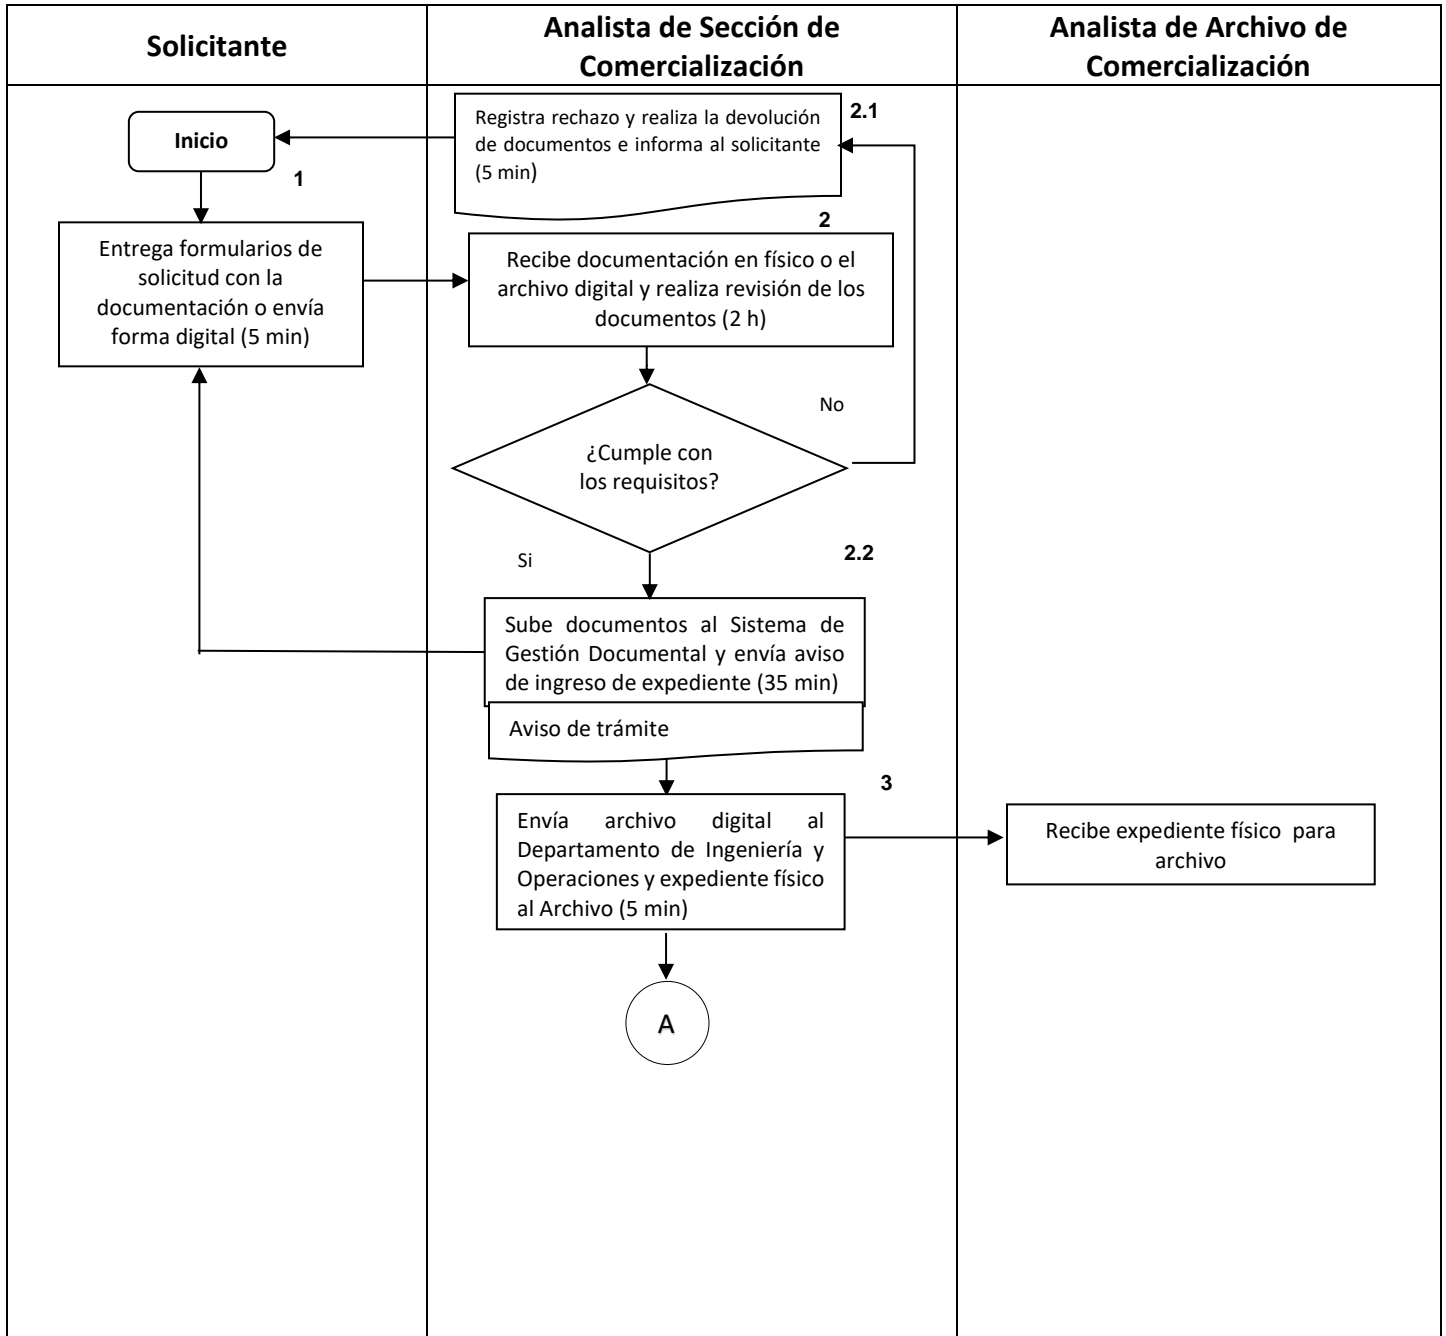 Solicitante
Analista de Sección de
Comercialización
Analista de Archivo de
Comercialización
Inicio
Registra rechazo y realiza la devolución
de documentos e informa al solicitante
(5 min)
2.1
1
Entrega formularios de
solicitud con la
documentación o envía
forma digital (5 min)
2
Recibe documentación en físico o el
archivo digital y realiza revisión de los
documentos (2 h)
No
¿Cumple con
los requisitos?
Si
2.2
Sube documentos al Sistema de
Gestión Documental y envía aviso
de ingreso de expediente (35 min)
Aviso de trámite
3
Envía archivo digital al
Departamento de Ingeniería y
Operaciones y expediente físico
al Archivo (5 min)
Recibe expediente físico para
archivo
A